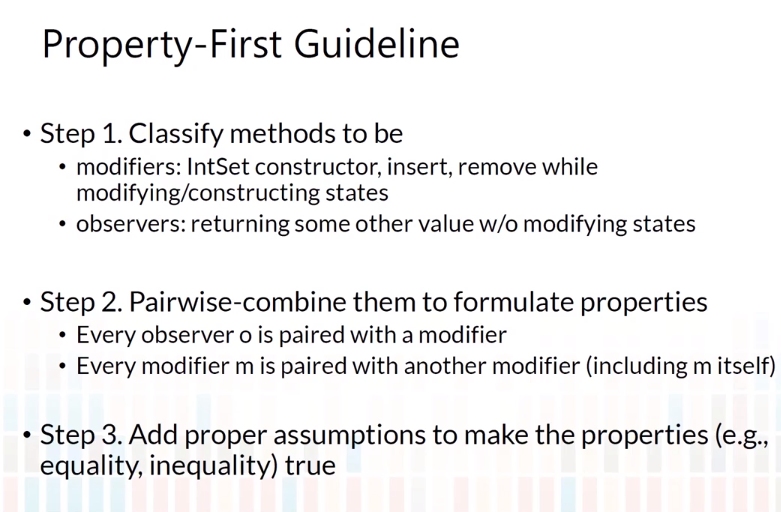 Property-First Guideline
• Step 1. Classify methods to be
• modifiers: IntSet constructor, insert, remove while
modifying/constructing states
• observers: returning some other value w/o modifying states
• Step 2. Pairwise-combine them to formulate properties
• Every observer o is paired with a modifier
• Every modifier m is paired with another modifier (including m itself)
• Step 3. Add proper assumptions to make the properties (e.g.,
equality, inequality) true